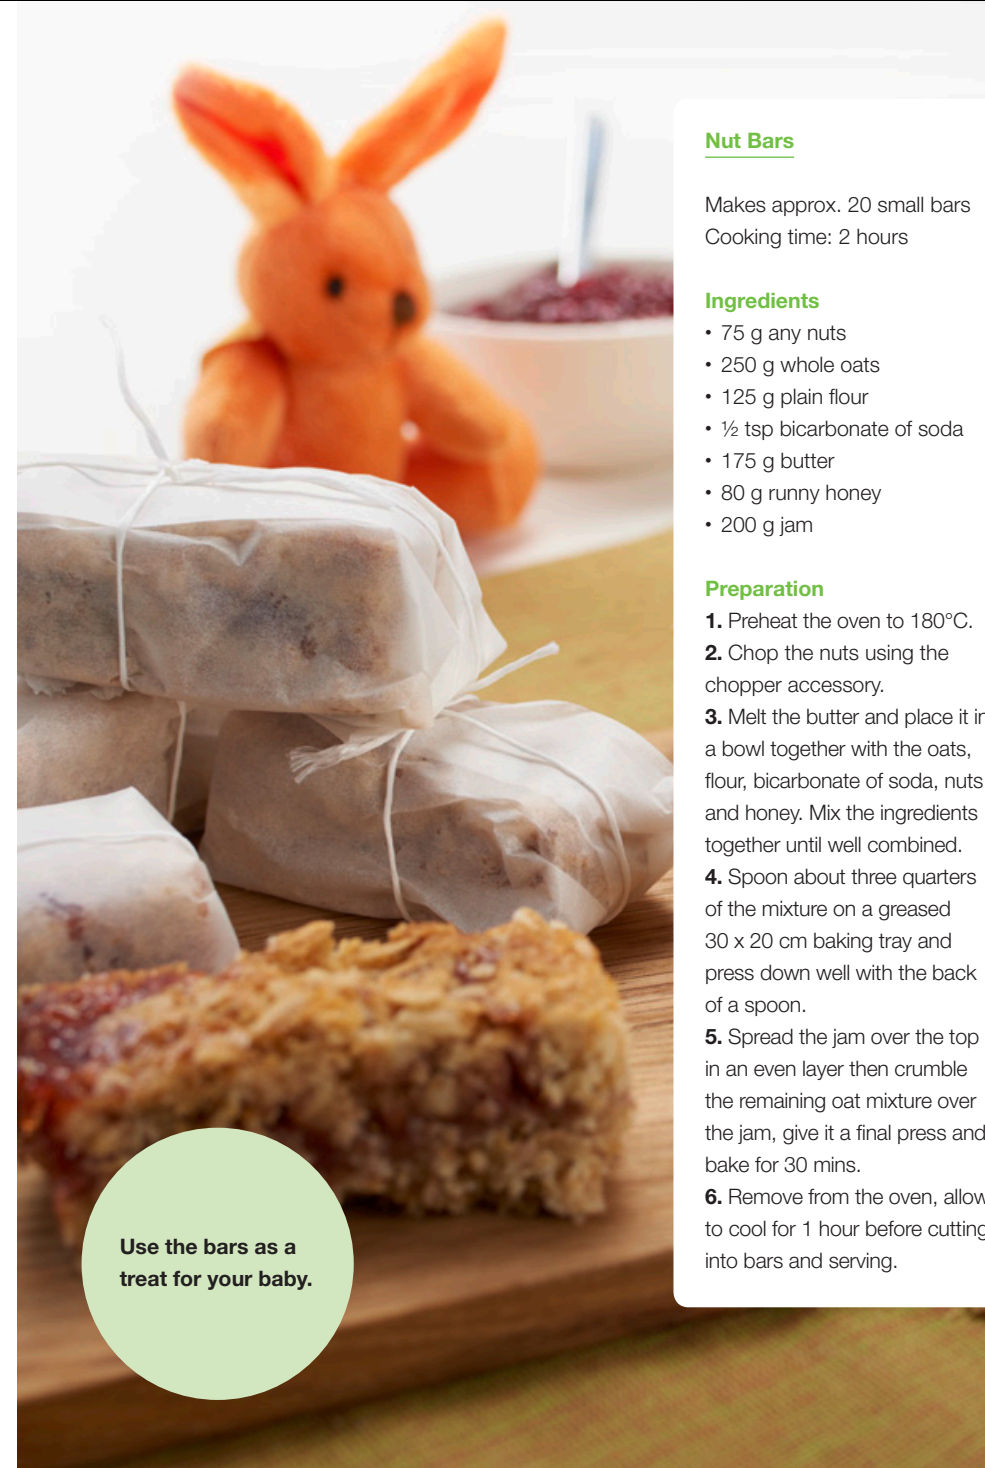 Nut Bars
Makes approx. 20 small bars
Cooking time: 2 hours
Ingredients
• 75 g any nuts
• 250 g whole oats
• 125 g plain flour
• ½ tsp bicarbonate of soda
• 175 g butter
• 80 g runny honey
• 200 g jam
Preparation
1. Preheat the oven to 180°C.
2. Chop the nuts using the
chopper accessory.
3. Melt the butter and place it in
a bowl together with the oats,
flour, bicarbonate of soda, nuts
and honey. Mix the ingredients
together until well combined.
4. Spoon about three quarters
of the mixture on a greased
30 x 20 cm baking tray and
press down well with the back
of a spoon.
5. Spread the jam over the top
in an even layer then crumble
the remaining oat mixture over
the jam, give it a final press and
bake for 30 mins.
6. Remove from the oven, allow
to cool for 1 hour before cutting
into bars and serving.
Use the bars as a
treat for your baby.